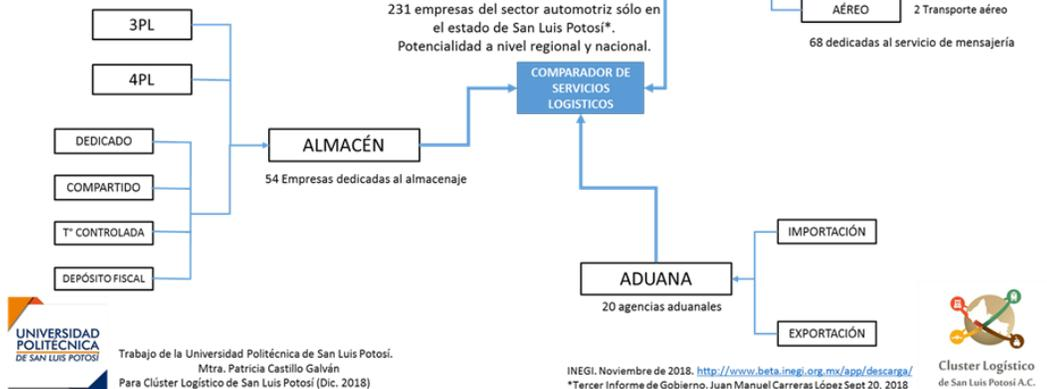 231 empresas del sector automotriz sólo en
el estado de San Luis Potosí*.
Potencialidad a nivel regional y nacional.
AÉREO
2 Transporte aéreo
68 dedicadas al servicio de mensajería
3PL
4PL
COMPARADOR DE
SERVICIOS
LOGISTICOS
DEDICADO
COMPARTIDO
T° CONTROLADA
DEPÓSITO FISCAL
ALMACÉN
54 Empresas dedicadas al almacenaje
IMPORTACIÓN
ADUANA
20 agencias aduanales
EXPORTACIÓN
UNIVERSIDAD
POLITÉCNICA
DE SAN LUIS POTOSÍ
Trabajo de la Universidad Politécnica de San Luis Potosí.
Mtra. Patricia Castillo Galván
Para Clúster Logístico de San Luis Potosí (Dic. 2018)
INEGI. Noviembre de 2018. http://www.beta.inegi.org.mx/app/descarga/
*Tercer Informe de Gobierno. Juan Manuel Carreras López Sept 20. 2018
Cluster Logístico
de San Luis Potosí A.C.